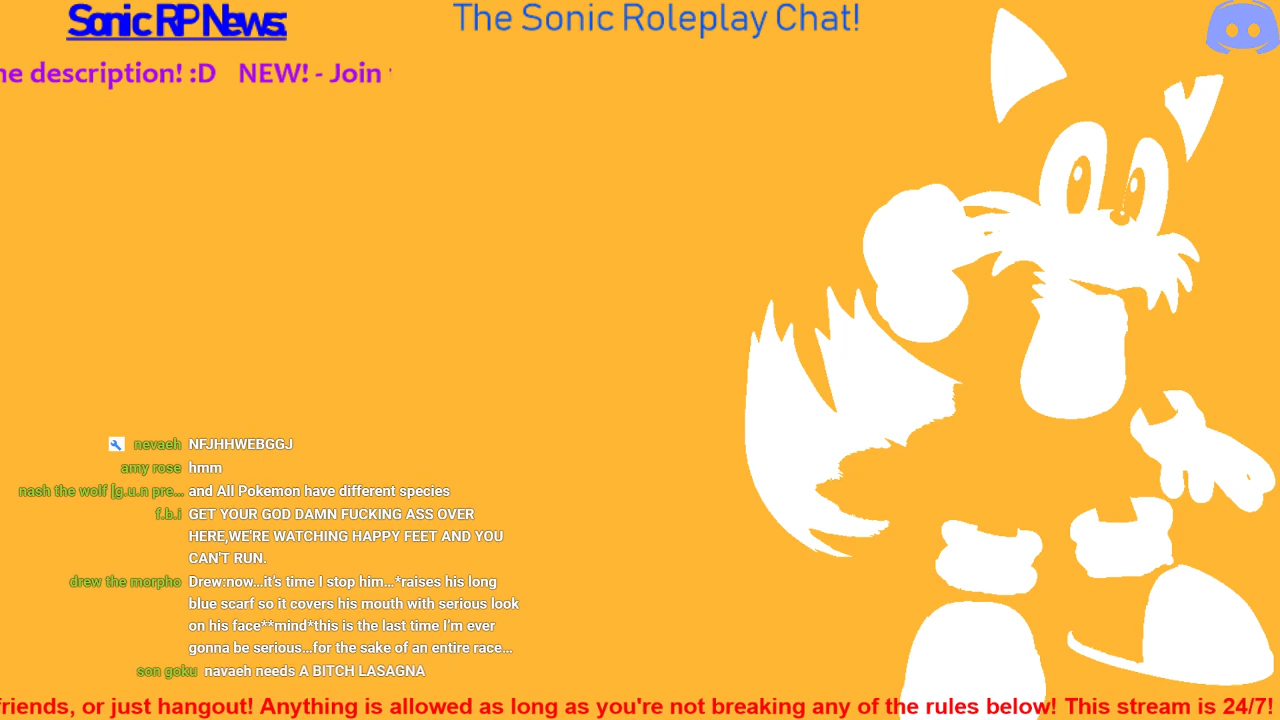 Sonic RP News:
The Sonic Roleplay Chat!
he description! :D NEW! - Join
nevaeh NFJHHWEBGGJ
amy rose hmm
nash the wolf [g.u.n pre... and All Pokemon have different species
f.b.i GET YOUR GOD DAMN FUCKING ASS OVER
HERE,WE'RE WATCHING HAPPY FEET AND YOU
CAN'T RUN.
drew the morpho Drew:now...it's time I stop him...*raises his long
blue scarf so it covers his mouth with serious look
on his face**mind*this is the last time I'm ever
gonna be serious...for the sake of an entire race...
son goku navaeh needs A BITCH LASAGNA
friends, or just hangout! Anything is allowed as long as you're not breaking any of the rules below! This stream is 24/7!